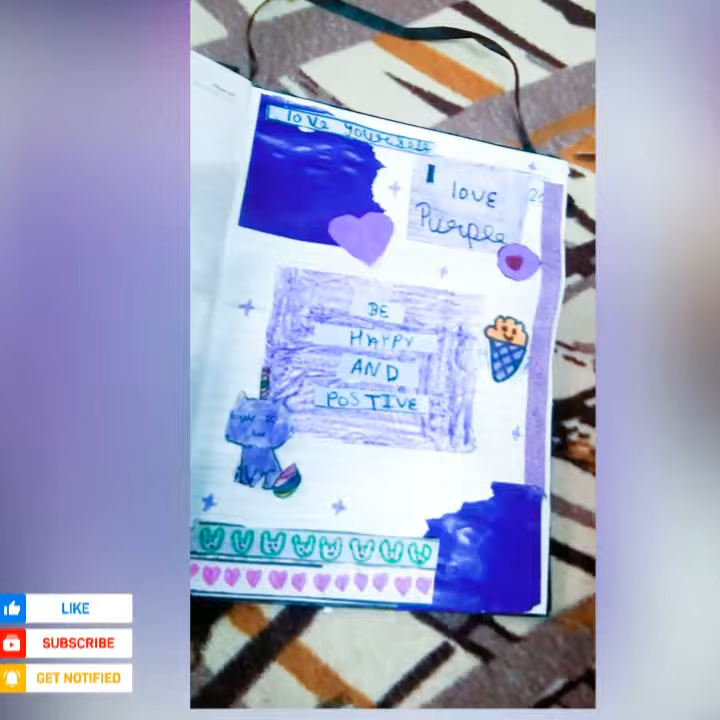 love yourself
I love
Purple
BE
HAPPY
AND
POSTIVE
LIKE
SUBSCRIBE
GET NOTIFIED